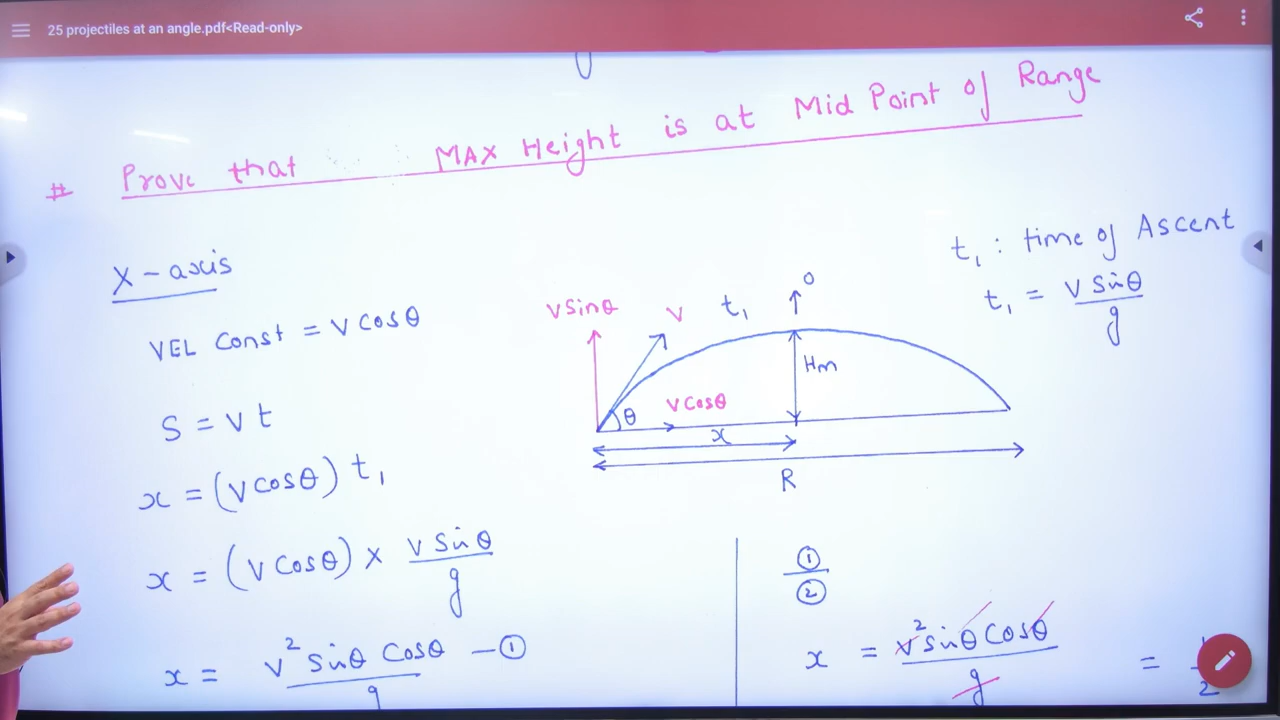 25 projectiles at an angle.pdf<Read-only>
# Prove that MAX Height is at Mid Point of Range
X - axis
VEL Const = V Cosθ
S = V t
x = (V cosθ) t₁
x = (V Cosθ) × V Sinθ / g
x = V² Sinθ Cosθ / g — ①
t₁ : time of Ascent
t₁ = V Sinθ / g
V Sinθ
V
t₁
0
Hm
θ
V Cosθ
x
R
① / ②
x = V² Sinθ Cosθ / g = 1 / 2